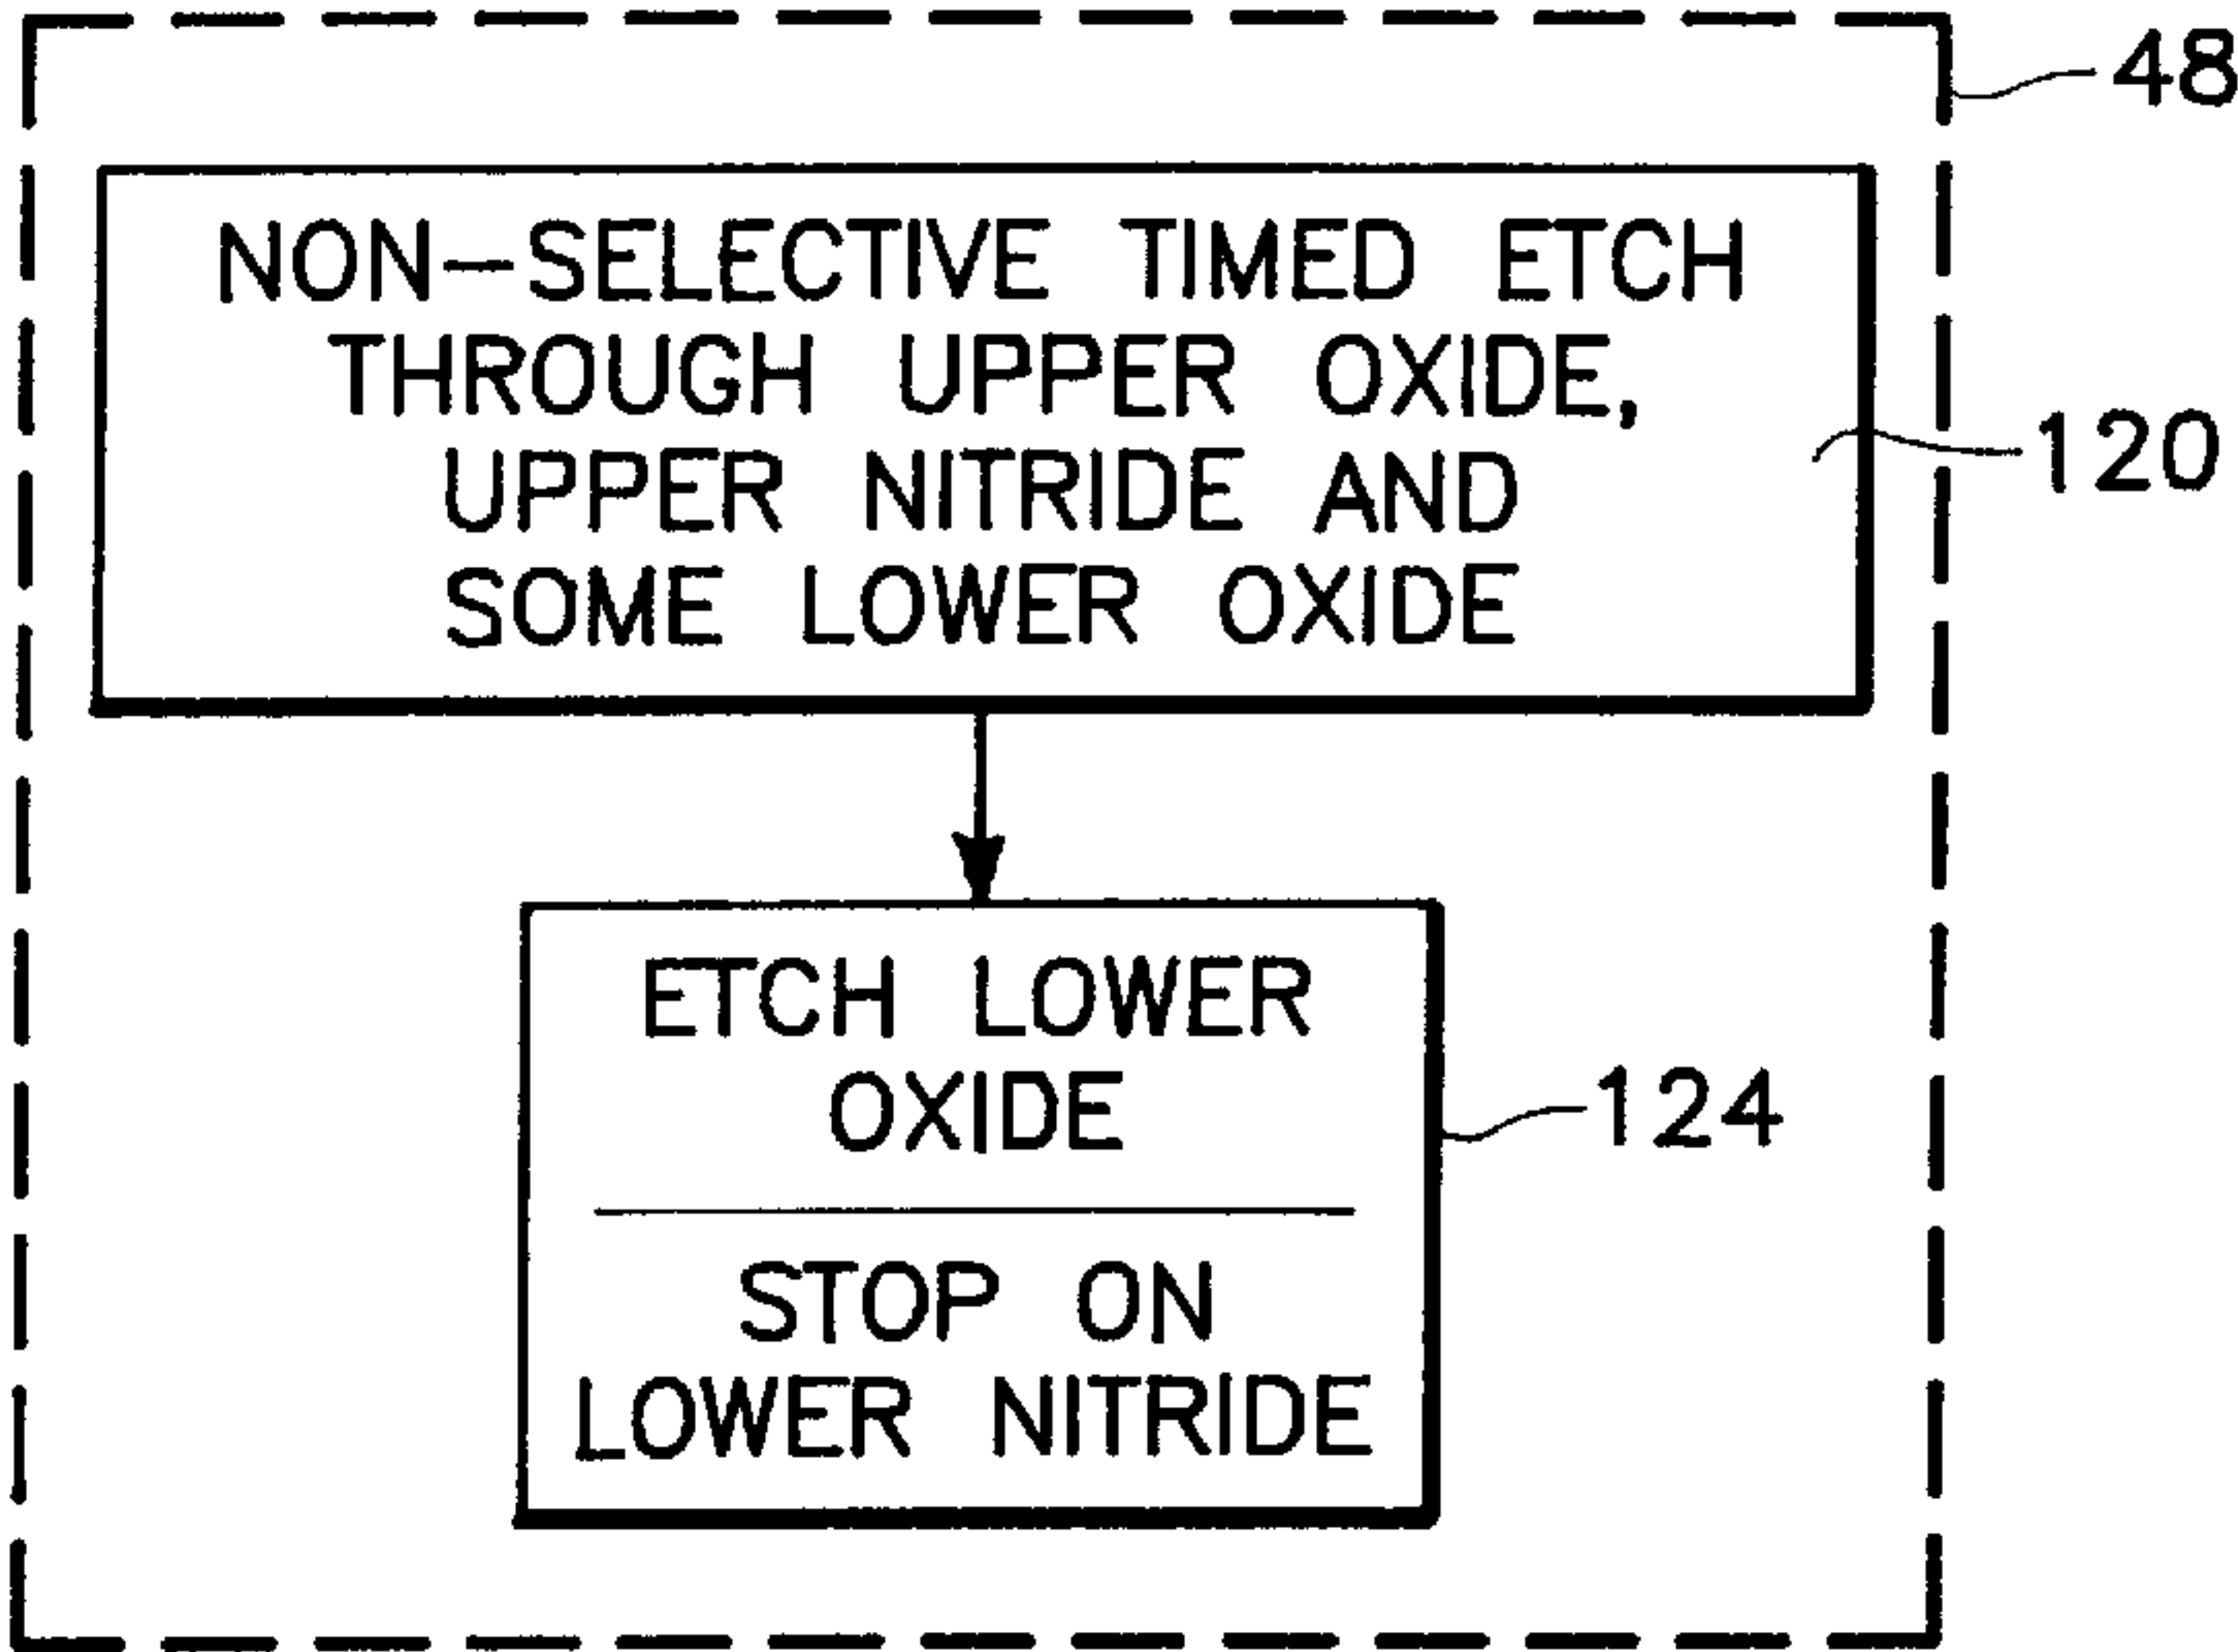 48
NON-SELECTIVE TIMED ETCH
THROUGH UPPER OXIDE,
UPPER NITRIDE AND
SOME LOWER OXIDE
120
ETCH LOWER
OXIDE
124
STOP ON
LOWER NITRIDE